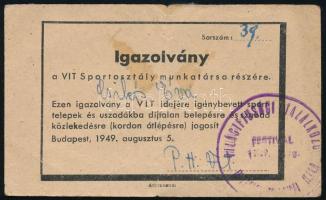 Sorszám: 39.
Igazolvány
a VIT Sportosztály munkatársa részére.
Éva
Ezen igazolvány a VIT idejére igénybevett sport-
telepek és uszodákba díjtalan belépésre és szabad
közlekedésre (kordon átlépésre) jogosít
Budapest, 1949. augusztus 5.
P. H.
FESTIVAL